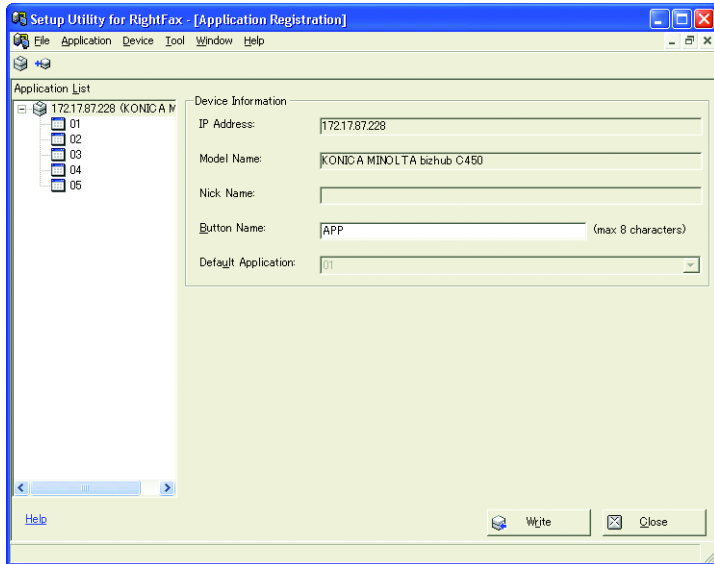 Setup Utility for RightFax - [Application Registration]
File Application Device Tool Window Help
Application List
172.17.87.228 (KONICA M
01
02
03
04
05
Device Information
IP Address: 172.17.87.228
Model Name: KONICA MINOLTA bizhub C450
Nick Name:
Button Name: APP (max 8 characters)
Default Application: 01
Help
Write Close